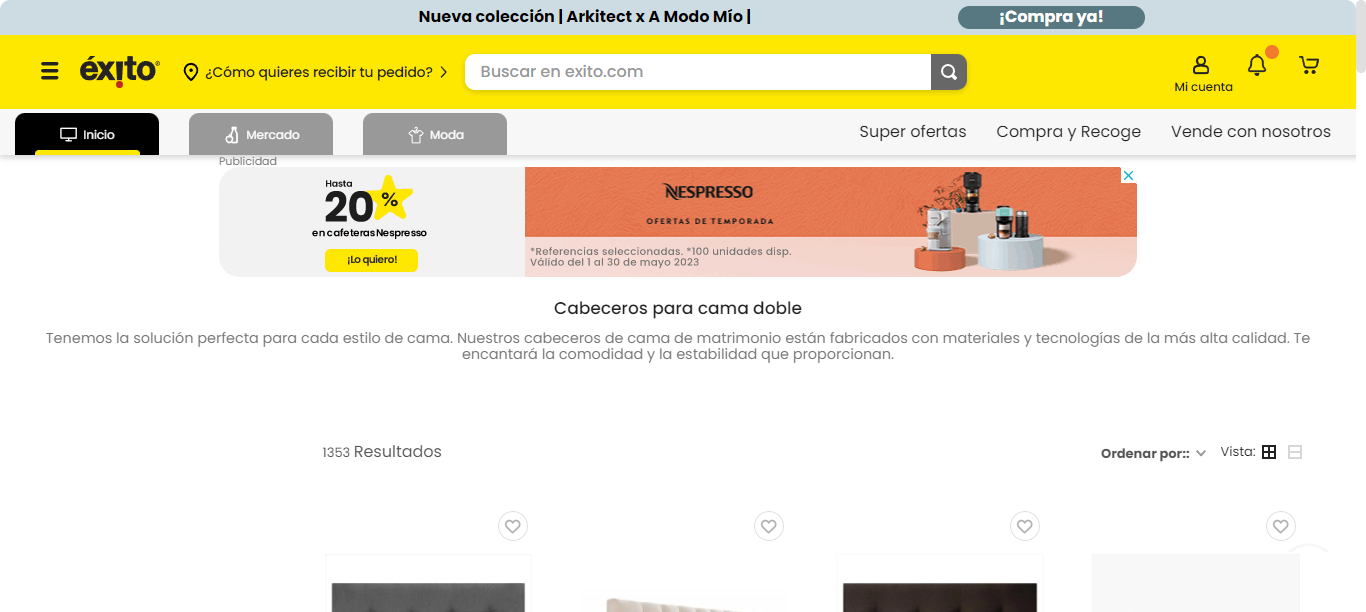 Nueva colección | Arkitect x A Modo Mío |
¡Compra ya!
éxito
¿Cómo quieres recibir tu pedido?
Buscar en exito.com
Mi cuenta
Inicio
Mercado
Moda
Super ofertas
Compra y Recoge
Vende con nosotros
Publicidad
Hasta
20%
en cafeteras Nespresso
¡Lo quiero!
NESPRESSO
OFERTAS DE TEMPORADA
*Referencias seleccionadas. *100 unidades disp.
Válido del 1 al 30 de mayo 2023
Cabeceros para cama doble
Tenemos la solución perfecta para cada estilo de cama. Nuestros cabeceros de cama de matrimonio están fabricados con materiales y tecnologías de la más alta calidad. Te
encantará la comodidad y la estabilidad que proporcionan.
1353 Resultados
Ordenar por::
Vista: